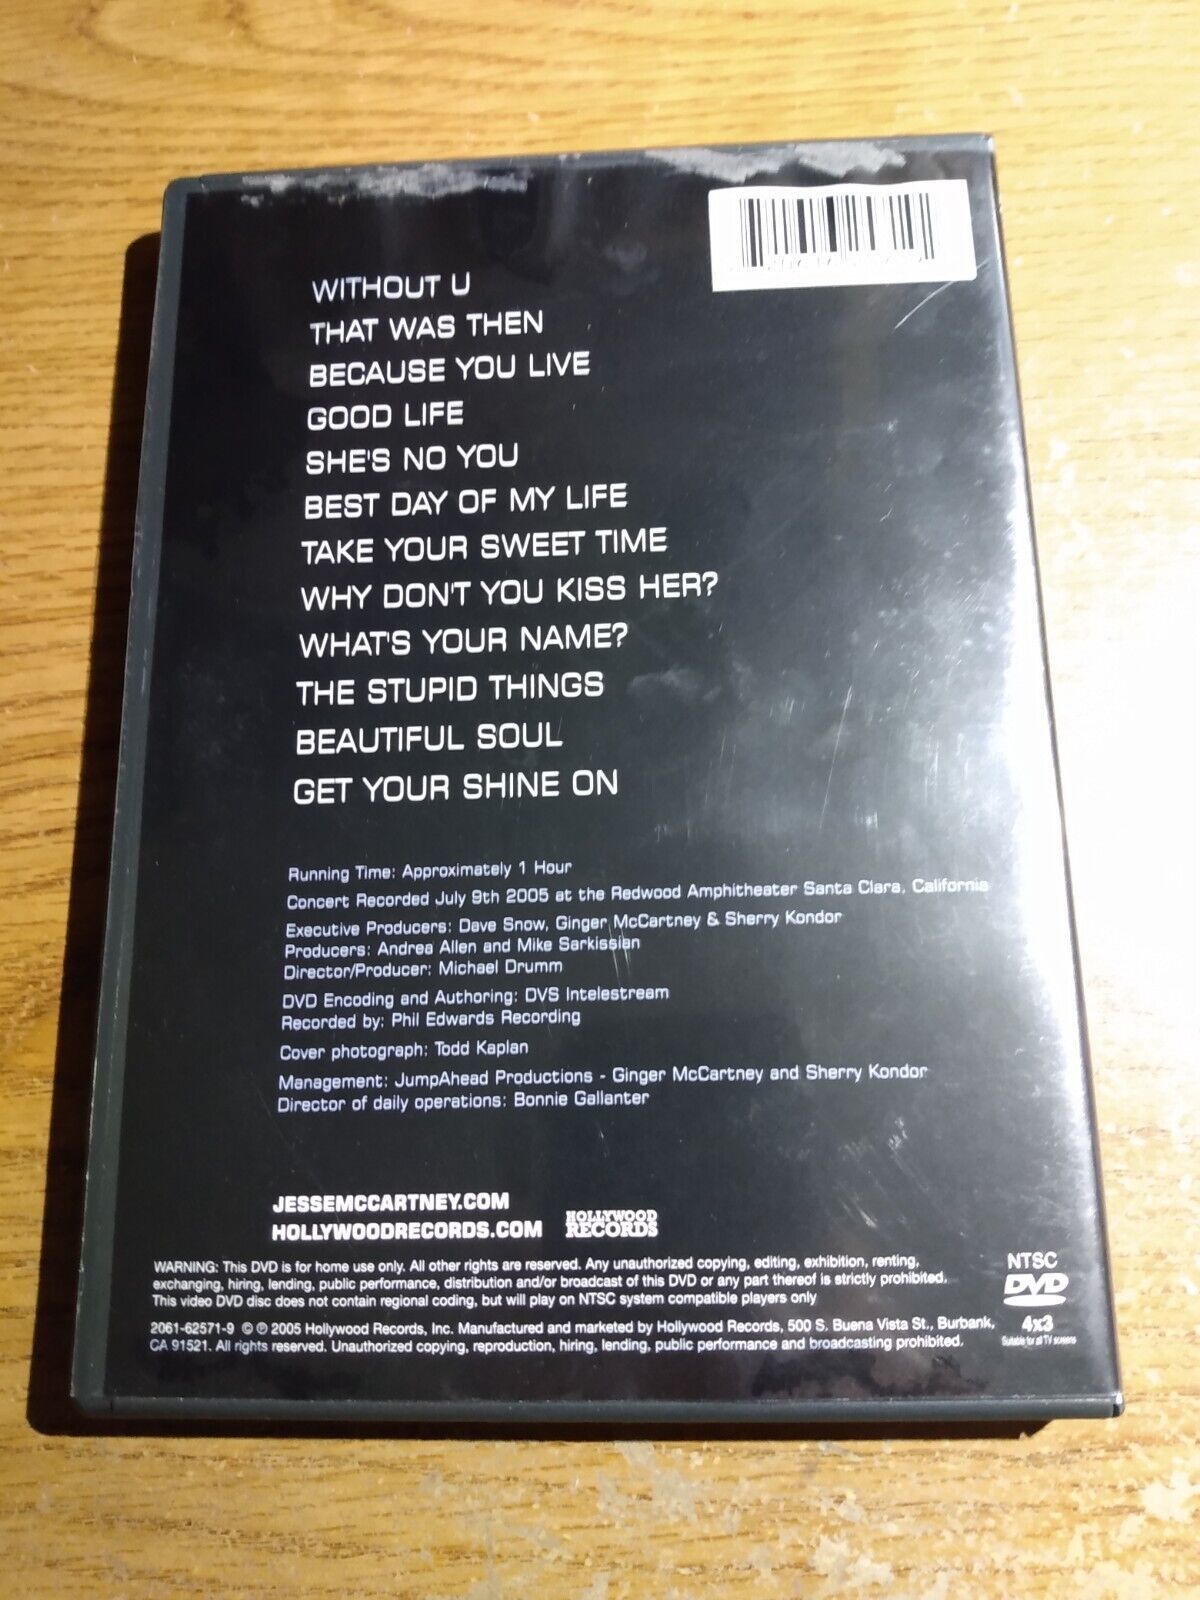 WITHOUT U
THAT WAS THEN
BECAUSE YOU LIVE
GOOD LIFE
SHE'S NO YOU
BEST DAY OF MY LIFE
TAKE YOUR SWEET TIME
WHY DON'T YOU KISS HER?
WHAT'S YOUR NAME?
THE STUPID THINGS
BEAUTIFUL SOUL
GET YOUR SHINE ON
Running Time: Approximately 1 Hour
Concert Recorded July 9th 2005 at the Redwood Amphitheater Santa Clara, California
Executive Producers: Dave Snow, Ginger McCartney & Sherry Kondor
Producers: Andrea Allen and Mike Sarkissian
Director/Producer: Michael Drumm
DVD Encoding and Authoring: DVS Intelestream
Recorded by: Phil Edwards Recording
Cover photograph: Todd Kaplan
Management: JumpAhead Productions - Ginger McCartney and Sherry Kondor
Director of daily operations: Bonnie Gallanter
JESSEMCCARTNEY.COM
HOLLYWOODRECORDS.COM
HOLLYWOOD
RECORDS
WARNING: This DVD is for home use only. All other rights are reserved. Any unauthorized copying, editing, exhibition, renting,
exchanging, hiring, lending, public performance, distribution and/or broadcast of this DVD or any part thereof is strictly prohibited.
This video DVD disc does not contain regional coding, but will play on NTSC system compatible players only
2061-62571-9 © ℗ 2005 Hollywood Records, Inc. Manufactured and marketed by Hollywood Records, 500 S. Buena Vista St., Burbank,
CA 91521. All rights reserved. Unauthorized copying, reproduction, hiring, lending, public performance and broadcasting prohibited.
NTSC
DVD
4x3
Suitable for all TV screens